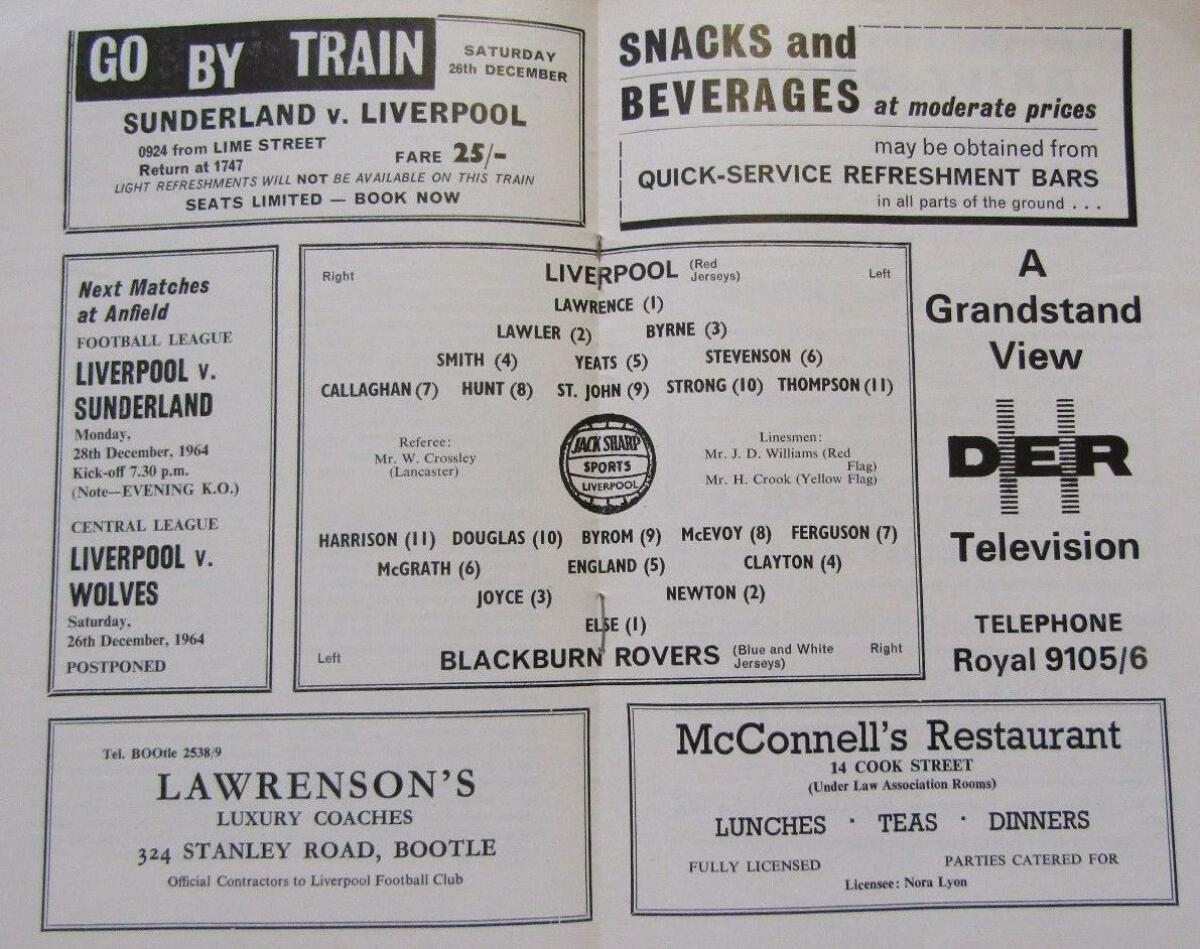 GO BY TRAIN
SATURDAY
26th DECEMBER
SUNDERLAND v. LIVERPOOL
0924 from LIME STREET
Return at 1747
FARE 25/-
LIGHT REFRESHMENTS WILL NOT BE AVAILABLE ON THIS TRAIN
SEATS LIMITED — BOOK NOW
SNACKS and
BEVERAGES at moderate prices
may be obtained from
QUICK-SERVICE REFRESHMENT BARS
in all parts of the ground . . .
Next Matches
at Anfield
FOOTBALL LEAGUE
LIVERPOOL v.
SUNDERLAND
Monday,
28th December, 1964
Kick-off 7.30 p.m.
(Note—EVENING K.O.)
CENTRAL LEAGUE
LIVERPOOL v.
WOLVES
Saturday,
26th December, 1964
POSTPONED
Right LIVERPOOL (Red Jerseys) Left
LAWRENCE (1)
LAWLER (2) BYRNE (3)
SMITH (4) YEATS (5) STEVENSON (6)
CALLAGHAN (7) HUNT (8) ST. JOHN (9) STRONG (10) THOMPSON (11)
Referee:
Mr. W. Crossley
(Lancaster)
JACK SHARP
SPORTS
LIVERPOOL
Linesmen:
Mr. J. D. Williams (Red
Flag)
Mr. H. Crook (Yellow Flag)
HARRISON (11) DOUGLAS (10) BYROM (9) McEVOY (8) FERGUSON (7)
McGRATH (6) ENGLAND (5) CLAYTON (4)
JOYCE (3) NEWTON (2)
ELSE (1)
Left BLACKBURN ROVERS (Blue and White Jerseys) Right
A
Grandstand
View
DER
Television
TELEPHONE
Royal 9105/6
Tel. BOOtle 2538/9
LAWRENSON'S
LUXURY COACHES
324 STANLEY ROAD, BOOTLE
Official Contractors to Liverpool Football Club
McConnell's Restaurant
14 COOK STREET
(Under Law Association Rooms)
LUNCHES · TEAS · DINNERS
FULLY LICENSED PARTIES CATERED FOR
Licensee: Nora Lyon